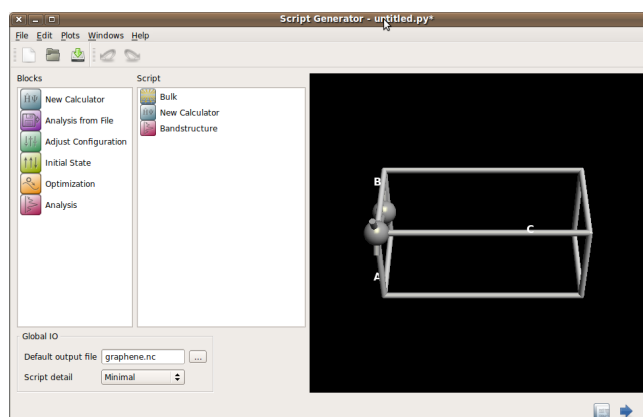 Script Generator - untitled.py*
File Edit Plots Windows Help
Blocks
New Calculator
Analysis from File
Adjust Configuration
Initial State
Optimization
Analysis
Script
Bulk
New Calculator
Bandstructure
B
C
A
Global IO
Default output file graphene.nc ...
Script detail Minimal